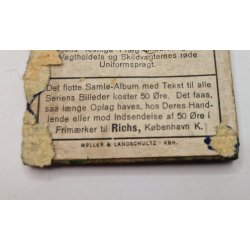 Vagtholdets og Skildvagternes røde
Uniformspragt.
Det flotte Samle-Album med Tekst til alle
Seriens Billeder koster 50 Øre. Det faas,
saa længe Oplag haves, hos Deres Hand-
lende eller mod Indsendelse af 50 Øre i
Frimærker til Richs, København K.
MØLLER & LANDSCHULTZ - KBH.